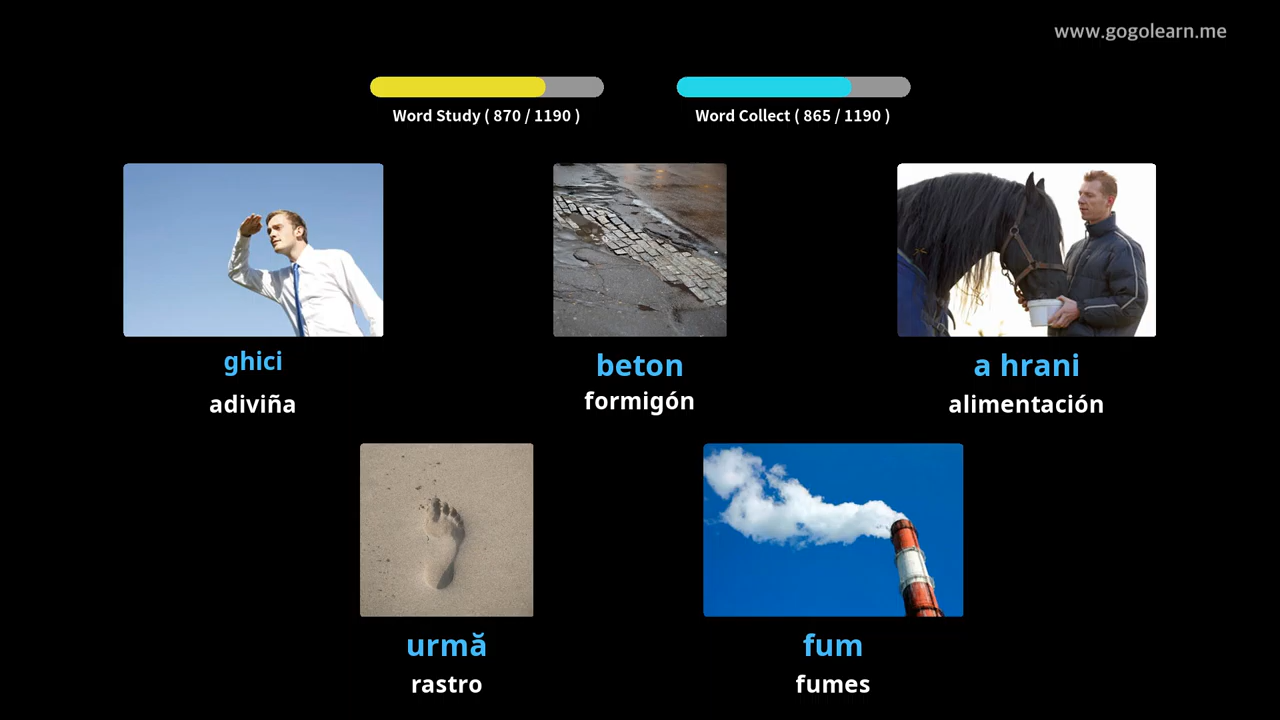 www.gogolearn.me
Word Study ( 870 / 1190 )
Word Collect ( 865 / 1190 )
ghici
adiviña
beton
formigón
a hrani
alimentación
urmă
rastro
fum
fumes